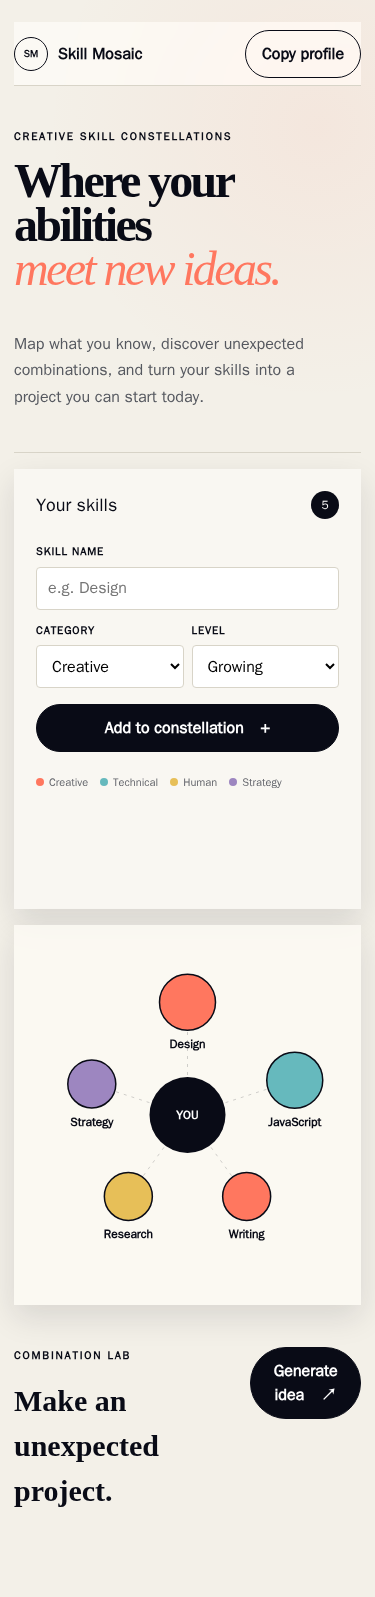 SM
Skill Mosaic
Copy profile
CREATIVE SKILL CONSTELLATIONS
Where your
abilities
meet new ideas.
Map what you know, discover unexpected
combinations, and turn your skills into a
project you can start today.
Your skills
5
SKILL NAME
e.g. Design
CATEGORY
LEVEL
Creative
Growing
Add to constellation +
Creative
Technical
Human
Strategy
Design
Strategy
YOU
JavaScript
Research
Writing
COMBINATION LAB
Make an
unexpected
project.
Generate
idea ↗